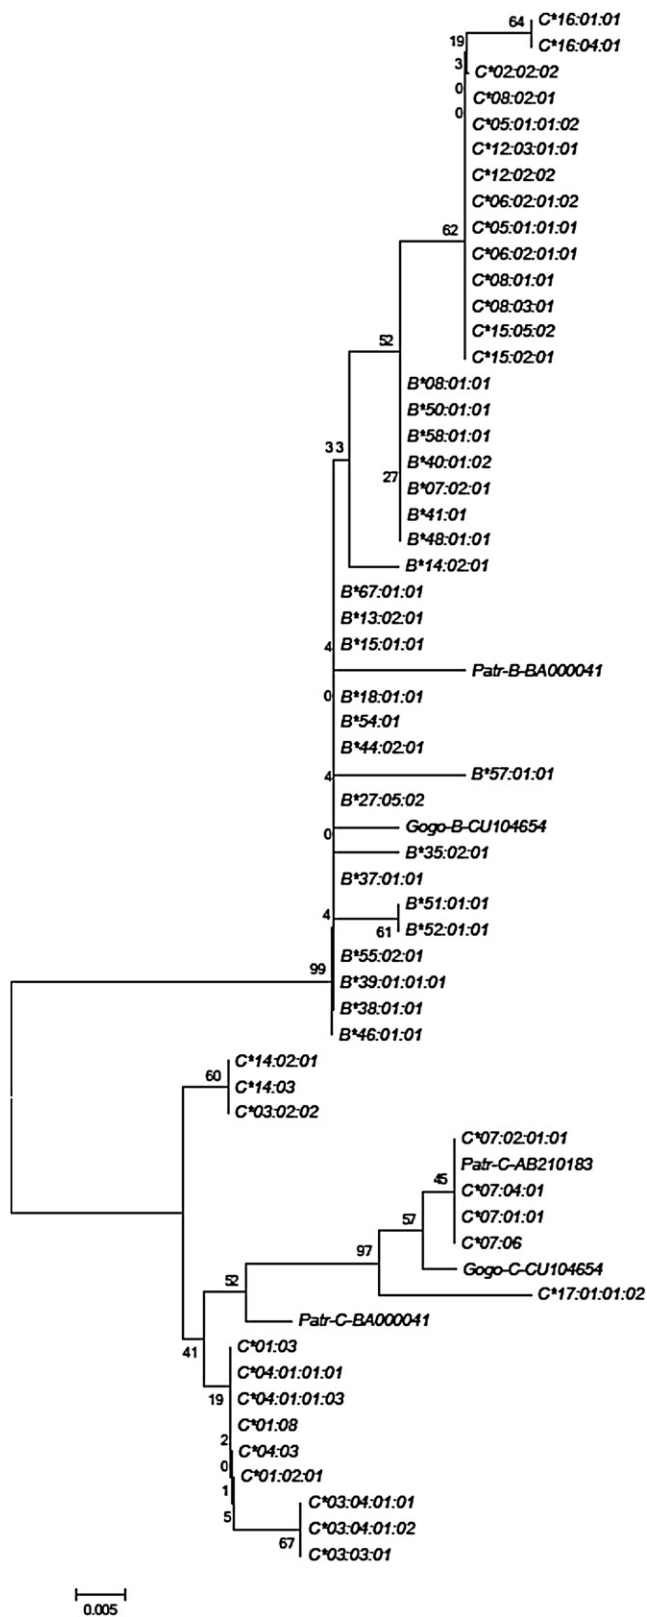 64
C*16:01:01
C*16:04:01
19
3
C*02:02:02
0
C*08:02:01
0
C*05:01:01:02
C*12:03:01:01
C*12:02:02
C*06:02:01:02
C*05:01:01:01
62
C*06:02:01:01
C*08:01:01
C*08:03:01
C*15:05:02
52
C*15:02:01
B*08:01:01
B*50:01:01
B*58:01:01
33
B*40:01:02
27
B*07:02:01
B*41:01
B*48:01:01
B*14:02:01
B*67:01:01
B*13:02:01
B*15:01:01
4
Patr-B-BA000041
0
B*18:01:01
B*54:01
B*44:02:01
4
B*57:01:01
B*27:05:02
Gogo-B-CU104654
0
B*35:02:01
B*37:01:01
B*51:01:01
4
61
B*52:01:01
B*55:02:01
99
B*39:01:01:01
B*38:01:01
B*46:01:01
C*14:02:01
60
C*14:03
C*03:02:02
C*07:02:01:01
Patr-C-AB210183
45
C*07:04:01
57
C*07:01:01
C*07:06
97
Gogo-C-CU104654
52
C*17:01:01:02
Patr-C-BA000041
41
C*01:03
C*04:01:01:01
19
C*04:01:01:03
C*01:08
2
C*04:03
0
C*01:02:01
1
C*03:04:01:01
5
C*03:04:01:02
67
C*03:03:01
0.005